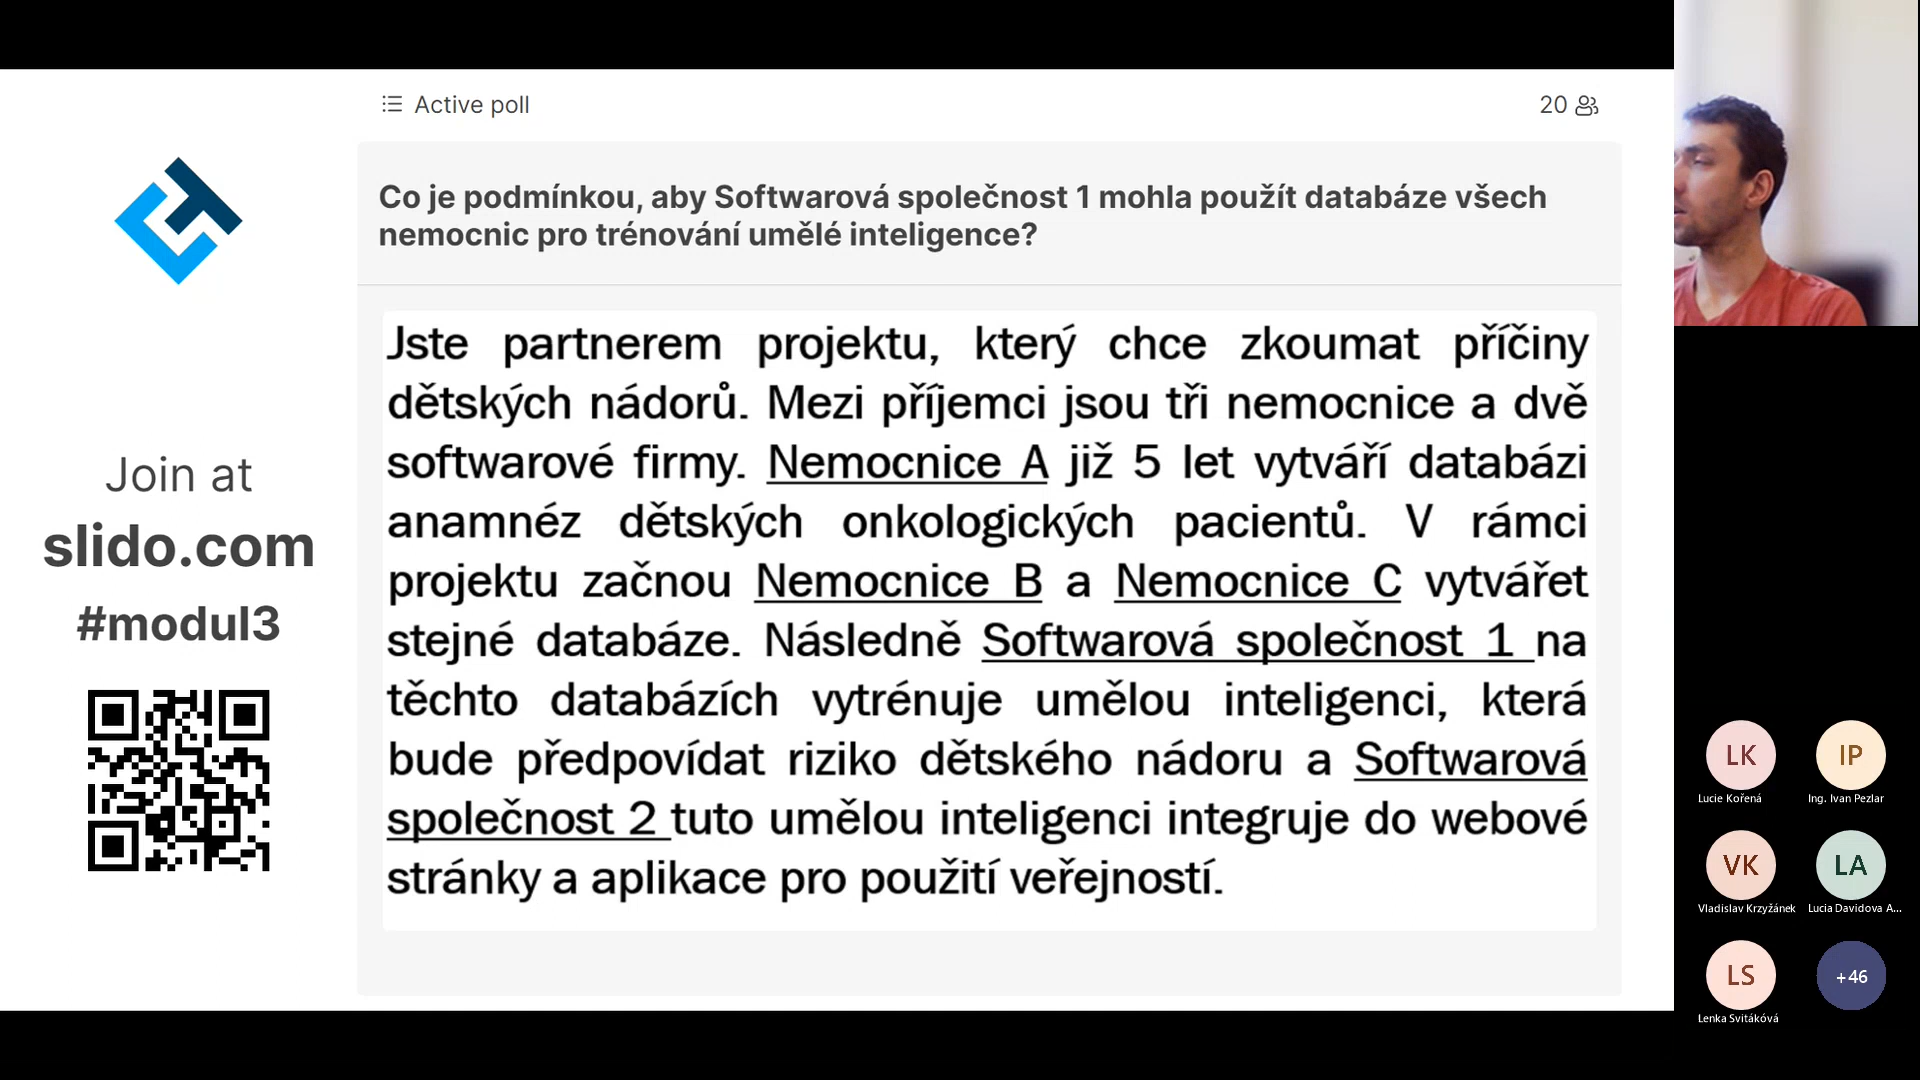 Active poll
20
Co je podmínkou, aby Softwarová společnost 1 mohla použít databáze všech
nemocnic pro trénování umělé inteligence?
Jste partnerem projektu, který chce zkoumat příčiny
dětských nádorů. Mezi příjemci jsou tři nemocnice a dvě
softwarové firmy. Nemocnice A již 5 let vytváří databázi
anamnéz dětských onkologických pacientů. V rámci
projektu začnou Nemocnice B a Nemocnice C vytvářet
stejné databáze. Následně Softwarová společnost 1 na
těchto databázích vytrénuje umělou inteligenci, která
bude předpovídat riziko dětského nádoru a Softwarová
společnost 2 tuto umělou inteligenci integruje do webové
stránky a aplikace pro použití veřejností.
Join at
slido.com
#modul3
LK
Lucie Kořená
IP
Ing. Ivan Pezlar
VK
Vladislav Krzyžánek
LA
Lucia Davidova A...
LS
Lenka Svitáková
+46